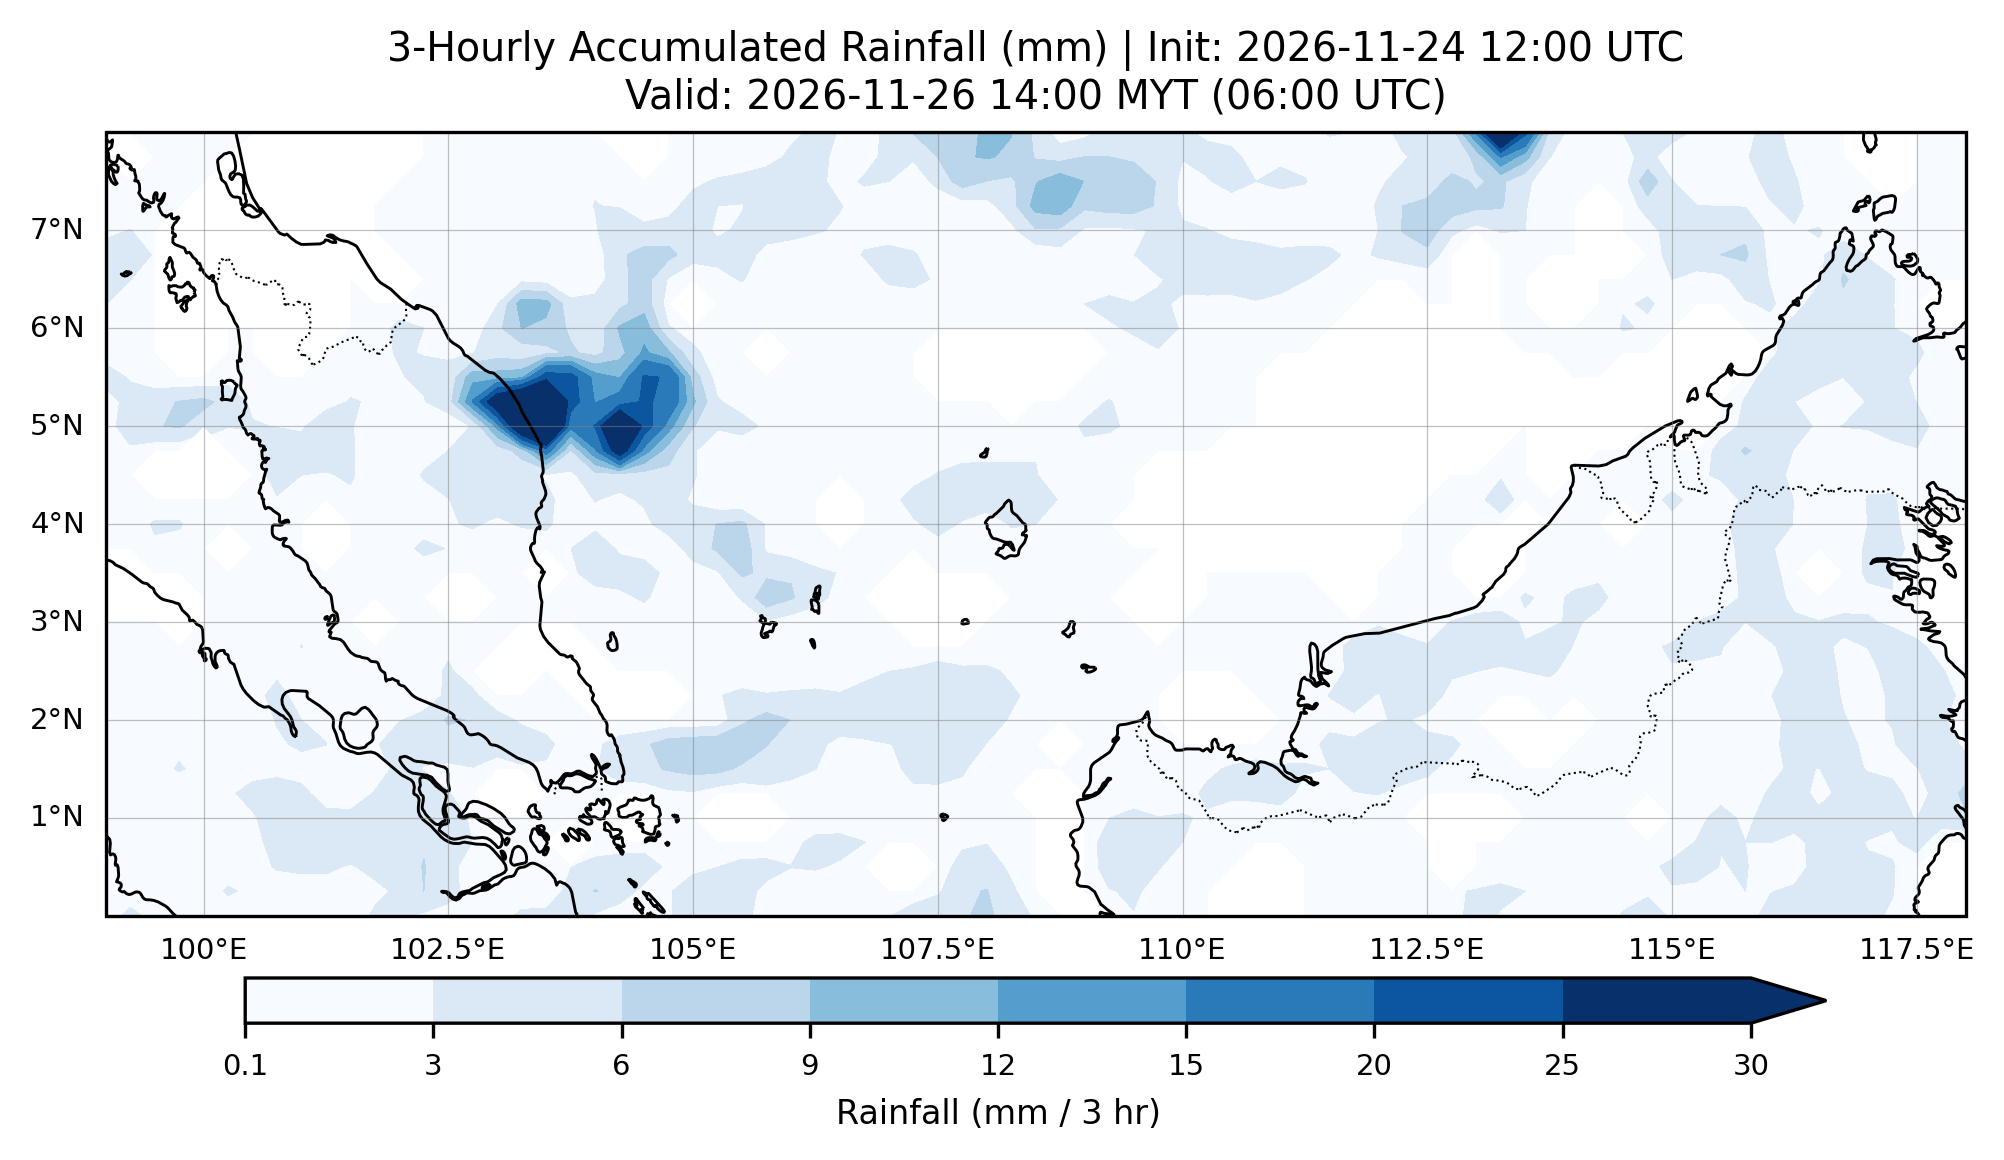 3-Hourly Accumulated Rainfall (mm) | Init: 2026-11-24 12:00 UTC
Valid: 2026-11-26 14:00 MYT (06:00 UTC)
7°N
6°N
5°N
4°N
3°N
2°N
1°N
100°E 102.5°E 105°E 107.5°E 110°E 112.5°E 115°E 117.5°E
0.1 3 6 9 12 15 20 25 30
Rainfall (mm / 3 hr)